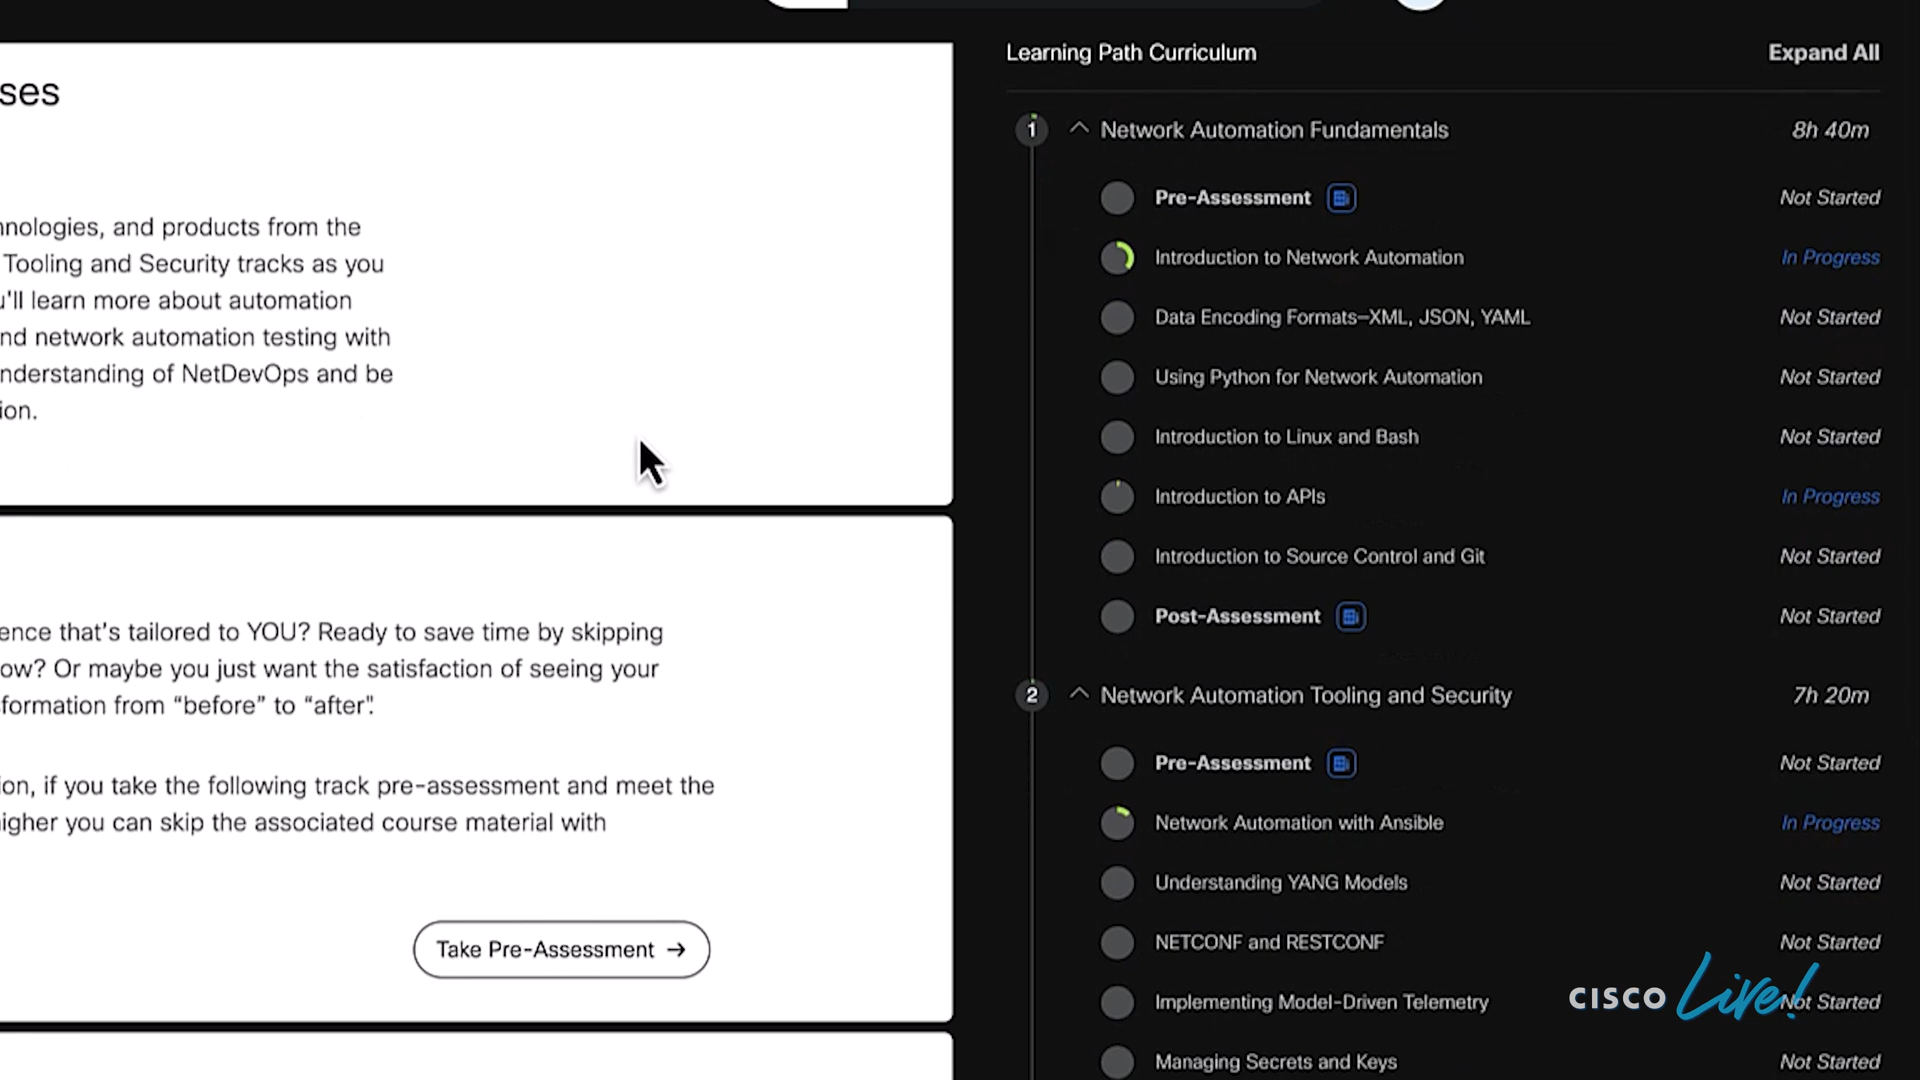 ses
hnologies, and products from the
Tooling and Security tracks as you
u'll learn more about automation
nd network automation testing with
nderstanding of NetDevOps and be
ion.
ence that's tailored to YOU? Ready to save time by skipping
ow? Or maybe you just want the satisfaction of seeing your
formation from “before” to “after”.
ion, if you take the following track pre-assessment and meet the
igher you can skip the associated course material with
Take Pre-Assessment →
Learning Path Curriculum Expand All
1 Network Automation Fundamentals 8h 40m
Pre-Assessment Not Started
Introduction to Network Automation In Progress
Data Encoding Formats—XML, JSON, YAML Not Started
Using Python for Network Automation Not Started
Introduction to Linux and Bash Not Started
Introduction to APIs In Progress
Introduction to Source Control and Git Not Started
Post-Assessment Not Started
2 Network Automation Tooling and Security 7h 20m
Pre-Assessment Not Started
Network Automation with Ansible In Progress
Understanding YANG Models Not Started
NETCONF and RESTCONF Not Started
Implementing Model-Driven Telemetry Not Started
Managing Secrets and Keys Not Started
CISCO Live!